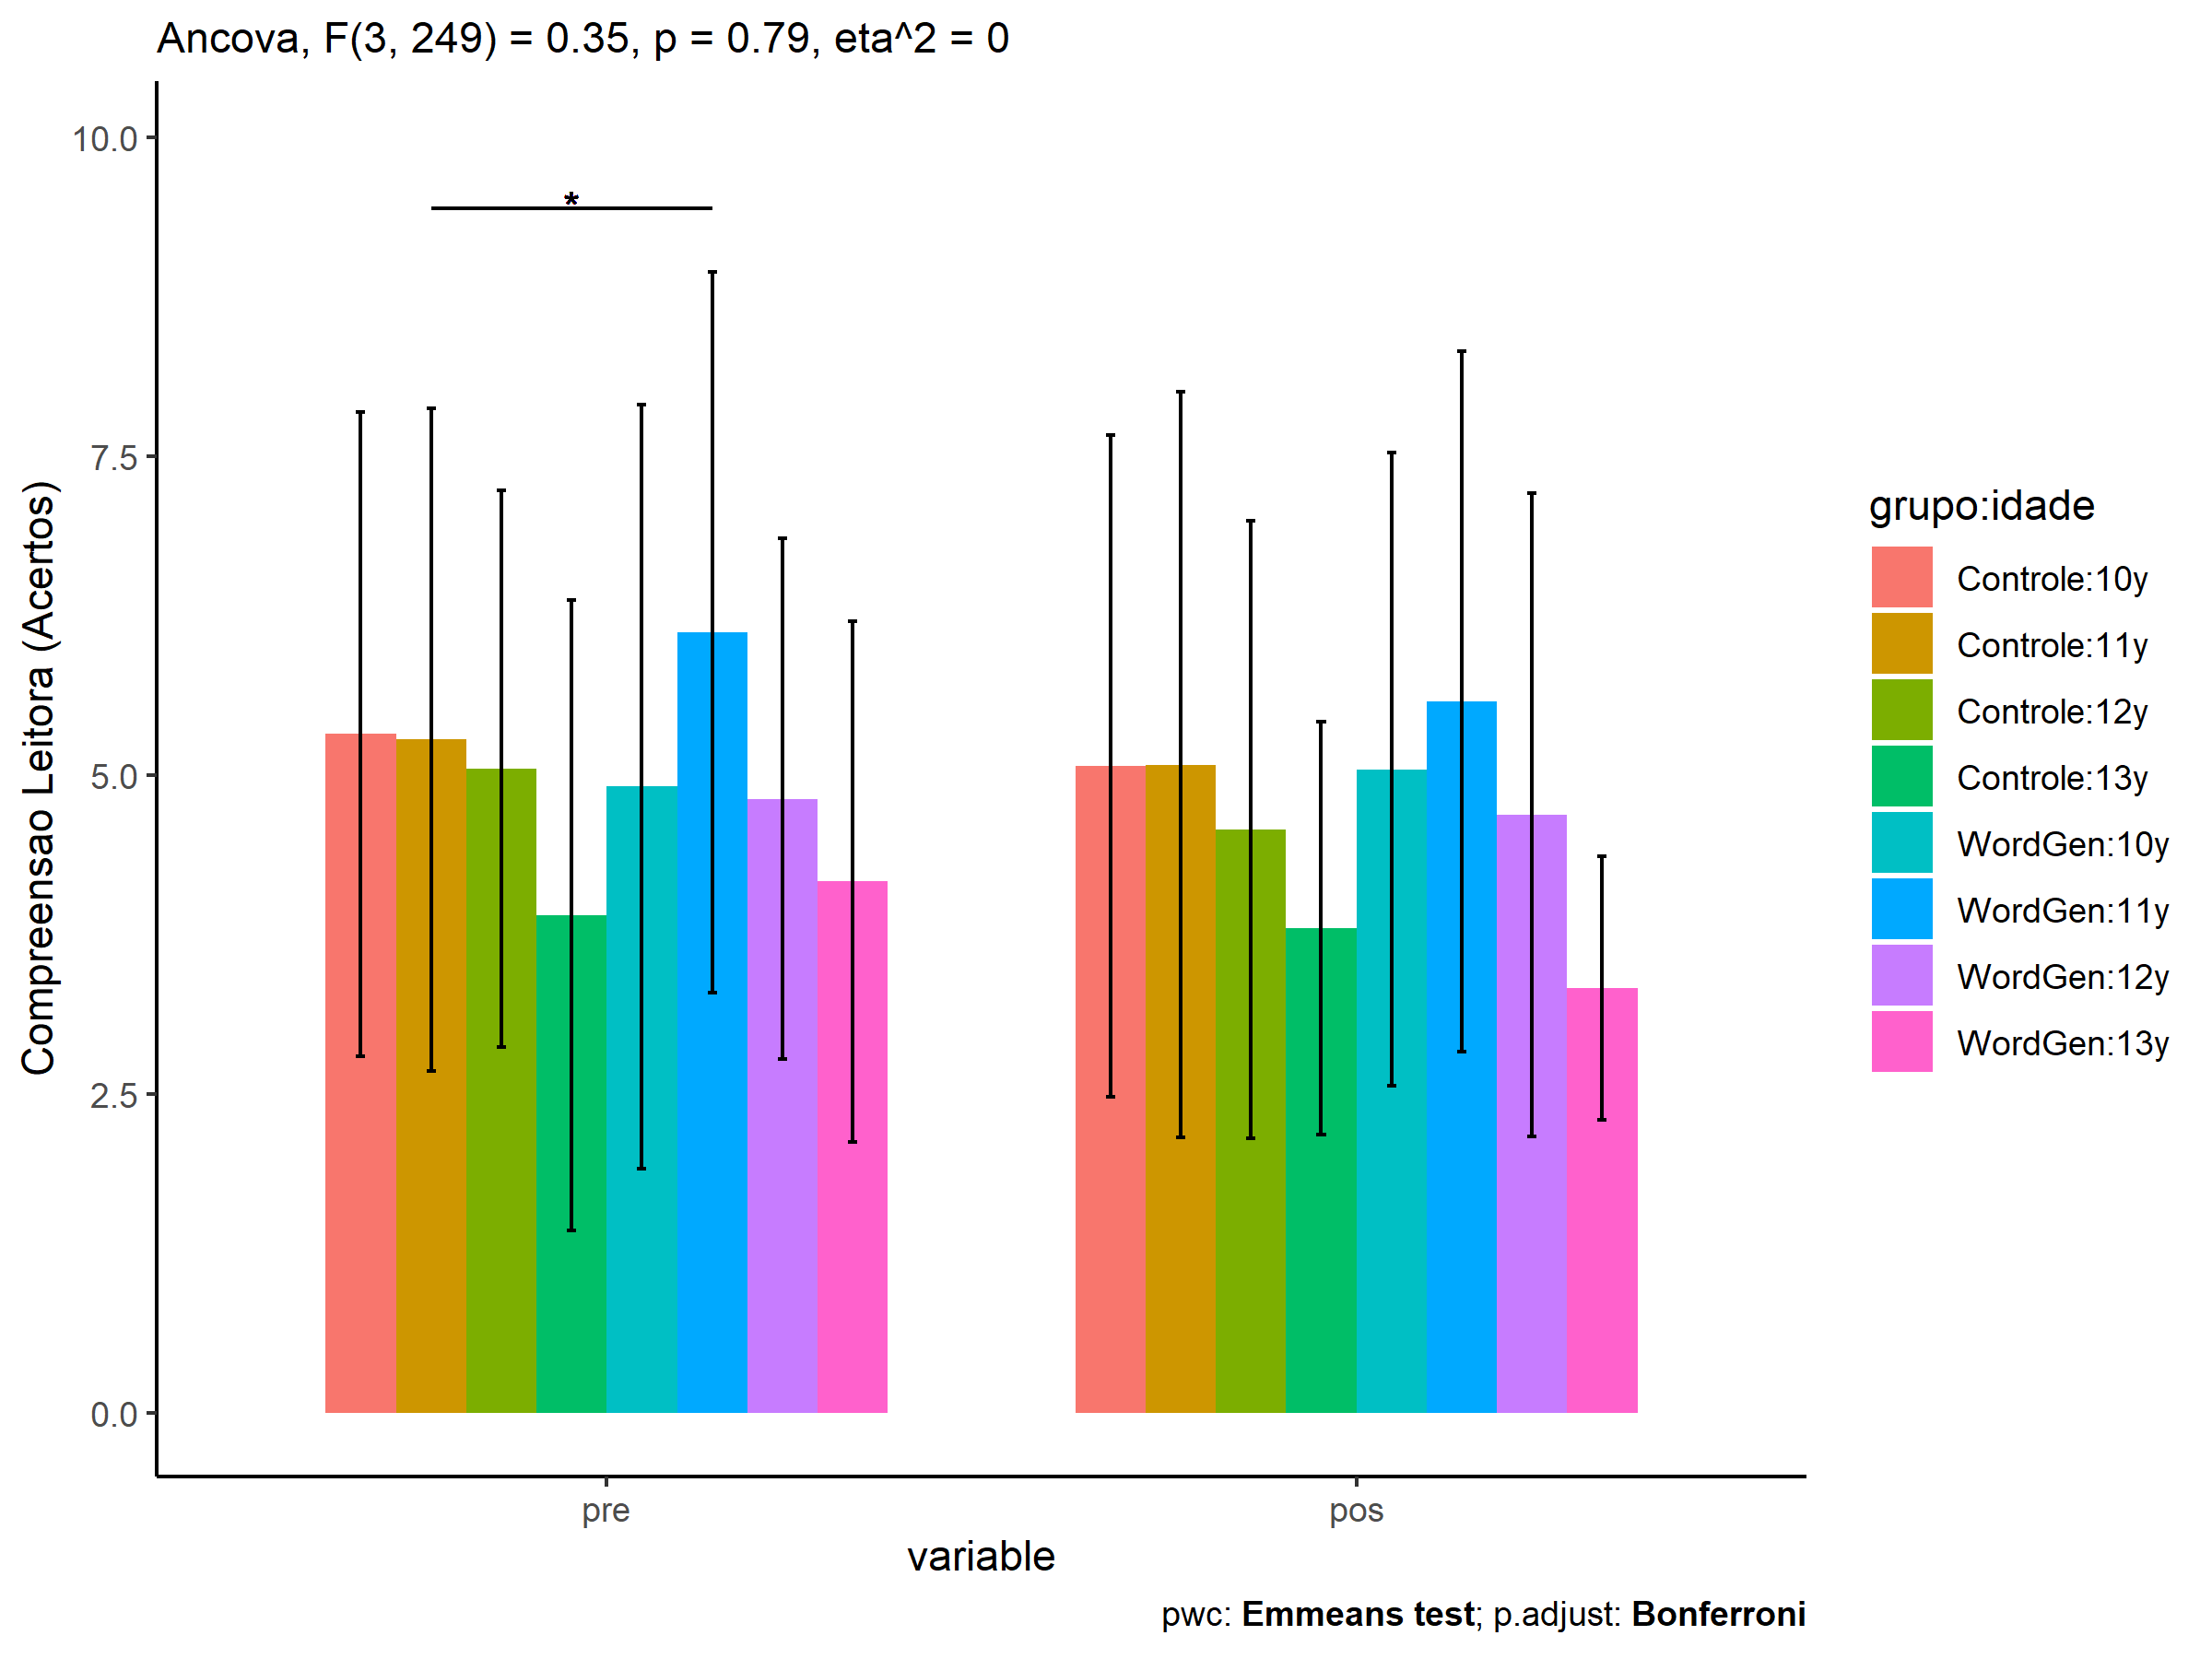 Ancova, F(3, 249) = 0.35, p = 0.79, eta^2 = 0
10.0
7.5
5.0
2.5
0.0
Compreensao Leitora (Acertos)
*
pre
pos
variable
grupo:idade
Controle:10y
Controle:11y
Controle:12y
Controle:13y
WordGen:10y
WordGen:11y
WordGen:12y
WordGen:13y
pwc: Emmeans test; p.adjust: Bonferroni